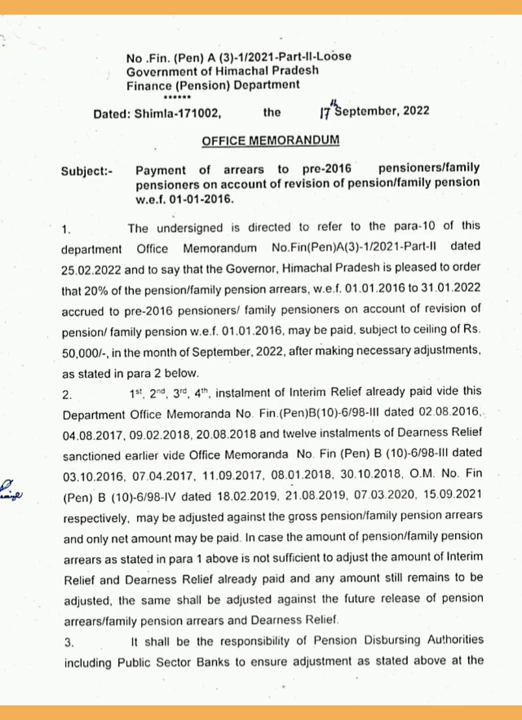 No .Fin. (Pen) A (3)-1/2021-Part-II-Loose
Government of Himachal Pradesh
Finance (Pension) Department
******
Dated: Shimla-171002, the 17th September, 2022
OFFICE MEMORANDUM
Subject:- Payment of arrears to pre-2016 pensioners/family
pensioners on account of revision of pension/family pension
w.e.f. 01-01-2016.
1. The undersigned is directed to refer to the para-10 of this
department Office Memorandum No.Fin(Pen)A(3)-1/2021-Part-II dated
25.02.2022 and to say that the Governor, Himachal Pradesh is pleased to order
that 20% of the pension/family pension arrears, w.e.f. 01.01.2016 to 31.01.2022
accrued to pre-2016 pensioners/ family pensioners on account of revision of
pension/ family pension w.e.f. 01.01.2016, may be paid, subject to ceiling of Rs.
50,000/-, in the month of September, 2022, after making necessary adjustments,
as stated in para 2 below.
2. 1st, 2nd, 3rd, 4th, instalment of Interim Relief already paid vide this
Department Office Memoranda No. Fin.(Pen)B(10)-6/98-III dated 02.08.2016,
04.08.2017, 09.02.2018, 20.08.2018 and twelve instalments of Dearness Relief
sanctioned earlier vide Office Memoranda No. Fin (Pen) B (10)-6/98-III dated
03.10.2016, 07.04.2017, 11.09.2017, 08.01.2018, 30.10.2018, O.M. No. Fin
(Pen) B (10)-6/98-IV dated 18.02.2019, 21.08.2019, 07.03.2020, 15.09.2021
respectively, may be adjusted against the gross pension/family pension arrears
and only net amount may be paid. In case the amount of pension/family pension
arrears as stated in para 1 above is not sufficient to adjust the amount of Interim
Relief and Dearness Relief already paid and any amount still remains to be
adjusted, the same shall be adjusted against the future release of pension
arrears/family pension arrears and Dearness Relief.
3. It shall be the responsibility of Pension Disbursing Authorities
including Public Sector Banks to ensure adjustment as stated above at the